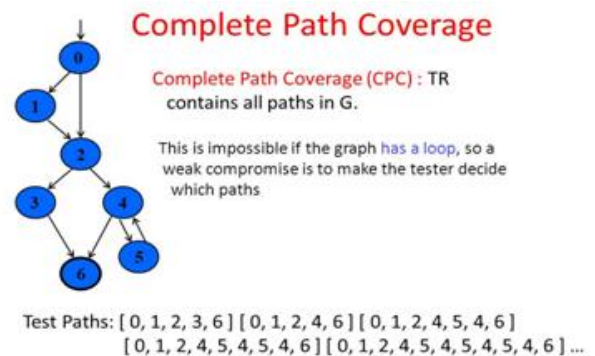 Complete Path Coverage
0
Complete Path Coverage (CPC) : TR
contains all paths in G.
1
This is impossible if the graph has a loop, so a
weak compromise is to make the tester decide
which paths
2
3
4
5
6
Test Paths: [ 0, 1, 2, 3, 6 ] [ 0, 1, 2, 4, 6 ] [ 0, 1, 2, 4, 5, 4, 6 ]
[ 0, 1, 2, 4, 5, 4, 5, 4, 6 ] [ 0, 1, 2, 4, 5, 4, 5, 4, 5, 4, 6 ] ...